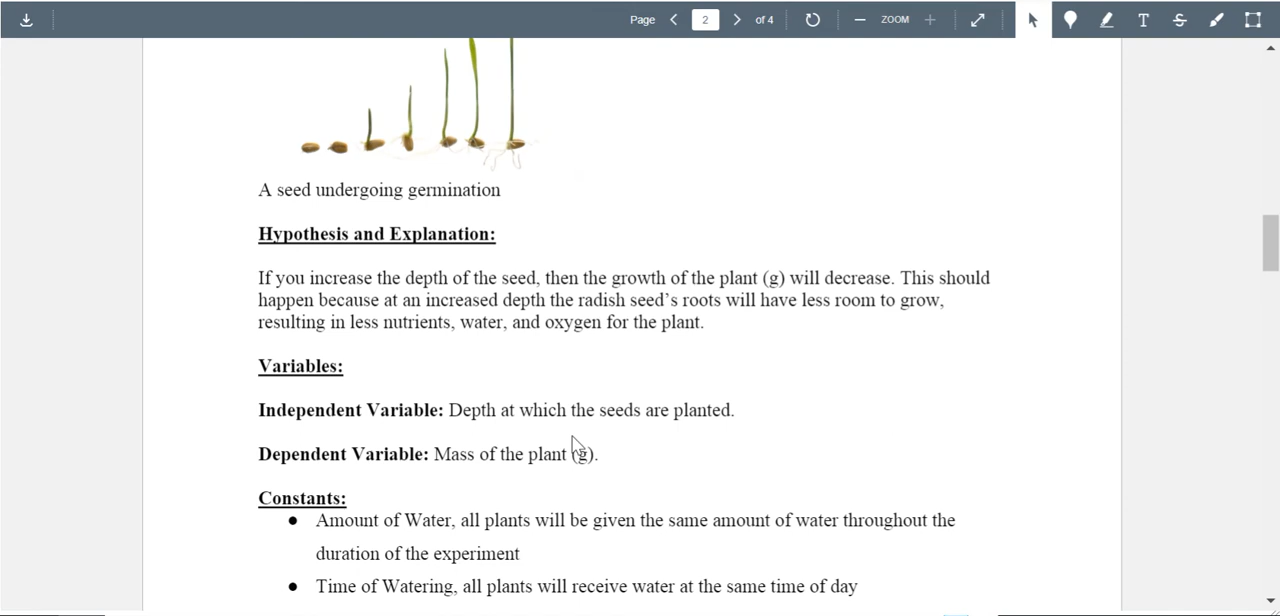 Page 2 of 4 ZOOM T S
A seed undergoing germination
Hypothesis and Explanation:
If you increase the depth of the seed, then the growth of the plant (g) will decrease. This should
happen because at an increased depth the radish seed’s roots will have less room to grow,
resulting in less nutrients, water, and oxygen for the plant.
Variables:
Independent Variable: Depth at which the seeds are planted.
Dependent Variable: Mass of the plant (g).
Constants:
● Amount of Water, all plants will be given the same amount of water throughout the
duration of the experiment
● Time of Watering, all plants will receive water at the same time of day